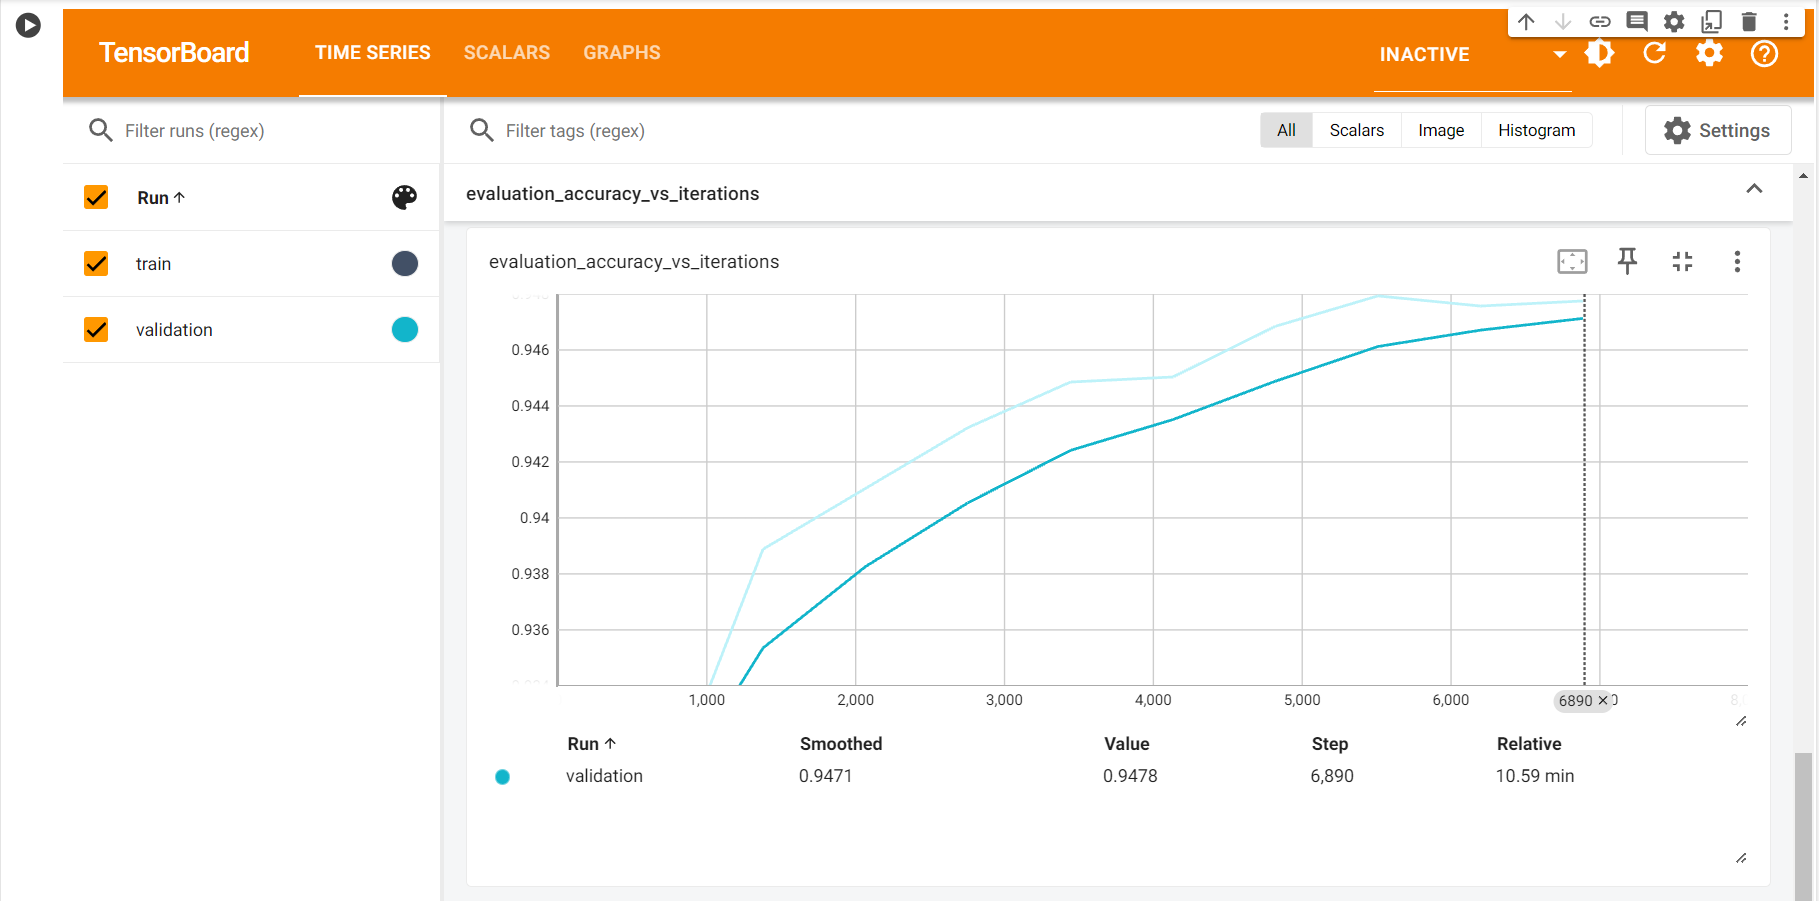 TensorBoard TIME SERIES SCALARS GRAPHS INACTIVE
Filter runs (regex)
Filter tags (regex) All Scalars Image Histogram Settings
Run
train
validation
evaluation_accuracy_vs_iterations
evaluation_accuracy_vs_iterations
0.946
0.944
0.942
0.94
0.938
0.936
1,000 2,000 3,000 4,000 5,000 6,000 6890
Run Smoothed Value Step Relative
validation 0.9471 0.9478 6,890 10.59 min